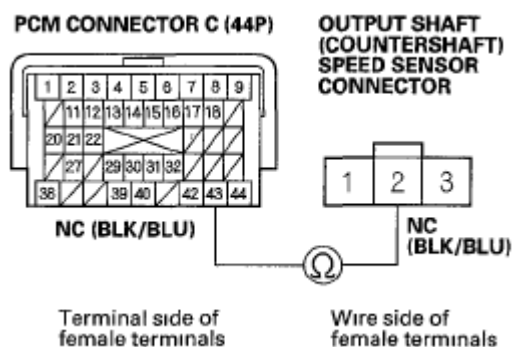 PCM CONNECTOR C (44P)
OUTPUT SHAFT
(COUNTERSHAFT)
SPEED SENSOR
CONNECTOR
1 2 3 4 5 6 7 8 9
11 12 13 14 15 16 17 18
20 21 22
27 29 30 31 32
38 39 40 42 43 44
1 2 3
NC (BLK/BLU)
NC
(BLK/BLU)
Ω
Terminal side of
female terminals
Wire side of
female terminals